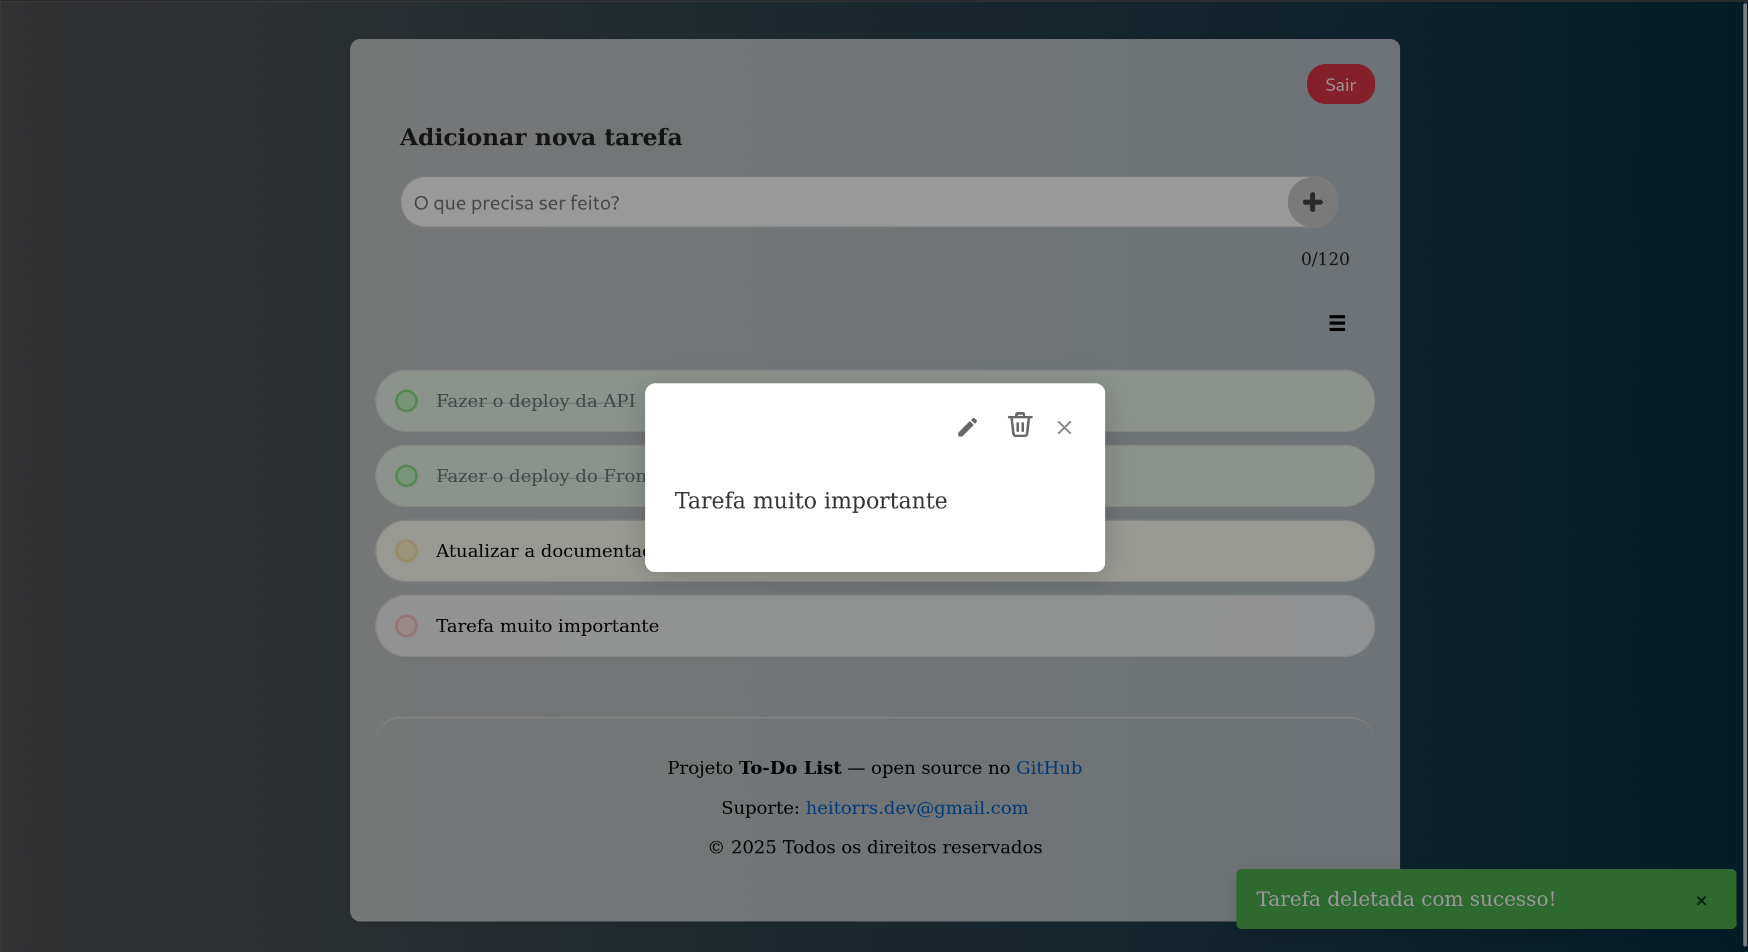 Sair
Adicionar nova tarefa
O que precisa ser feito?
0/120
Fazer o deploy da API
Fazer o deploy do Fron
Tarefa muito importante
Atualizar a documenta
Tarefa muito importante
Projeto To-Do List — open source no GitHub
Suporte: heitorrs.dev@gmail.com
© 2025 Todos os direitos reservados
Tarefa deletada com sucesso!